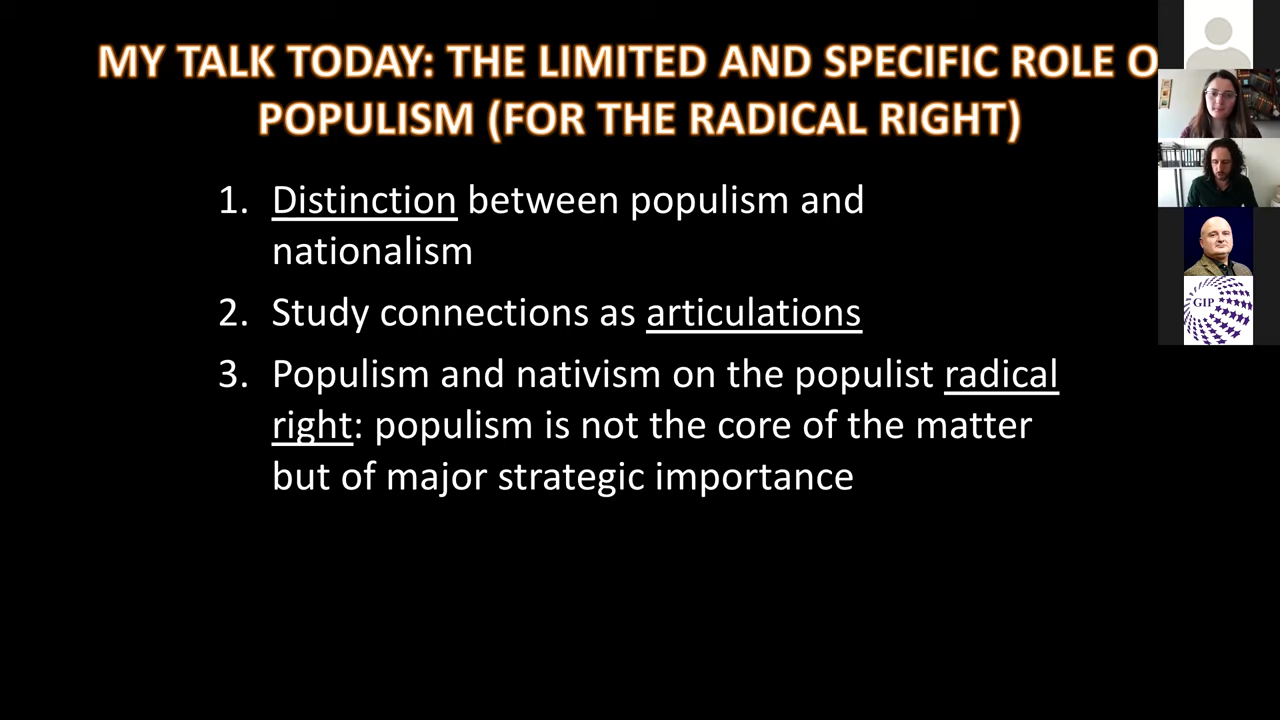 MY TALK TODAY: THE LIMITED AND SPECIFIC ROLE O
POPULISM (FOR THE RADICAL RIGHT)
1. Distinction between populism and
nationalism
2. Study connections as articulations
3. Populism and nativism on the populist radical
right: populism is not the core of the matter
but of major strategic importance
GIP